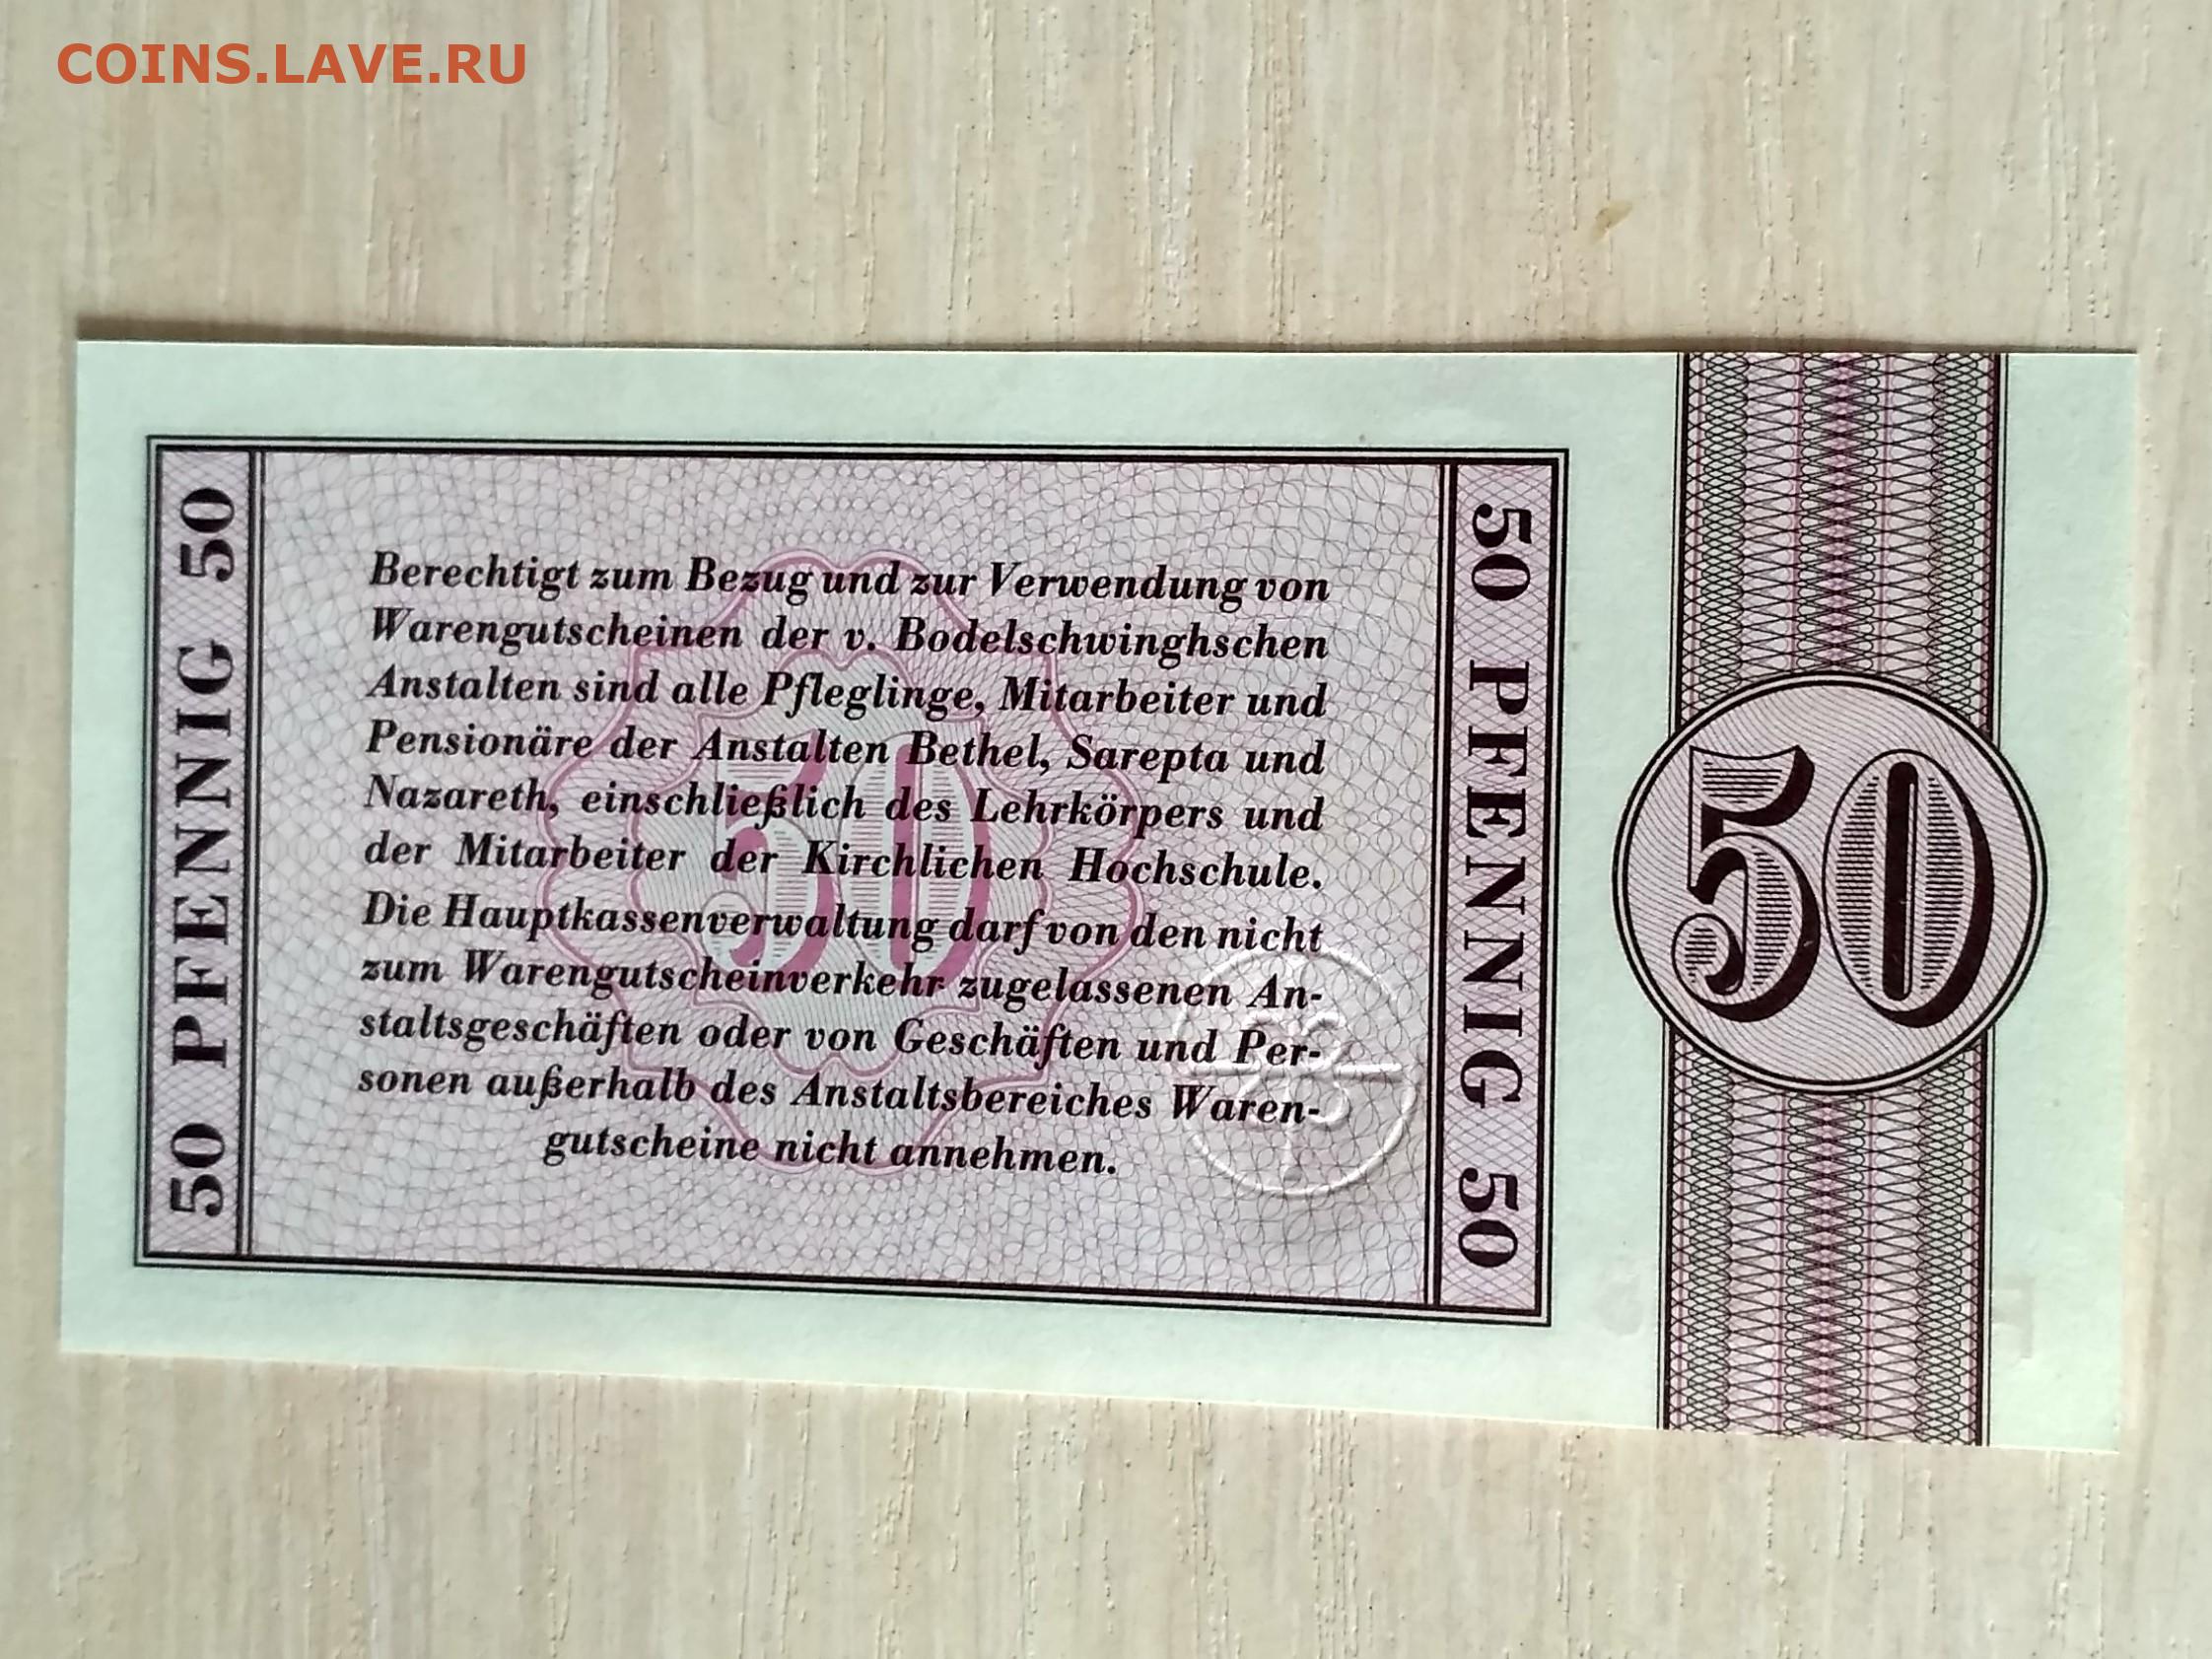 COINS.LAVE.RU
50 PFENNIG 50
Berechtigt zum Bezug und zur Verwendung von
Warengutscheinen der v. Bodelschwinghschen
Anstalten sind alle Pfleglinge, Mitarbeiter und
Pensionäre der Anstalten Bethel, Sarepta und
Nazareth, einschließlich des Lehrkörpers und
der Mitarbeiter der Kirchlichen Hochschule.
Die Hauptkassenverwaltung darf von den nicht
zum Warengutscheinverkehr zugelassenen An-
staltsgeschäften oder von Geschäften und Per-
sonen außerhalb des Anstaltsbereiches Waren-
gutscheine nicht annehmen.
50
50 PFENNIG 50
50